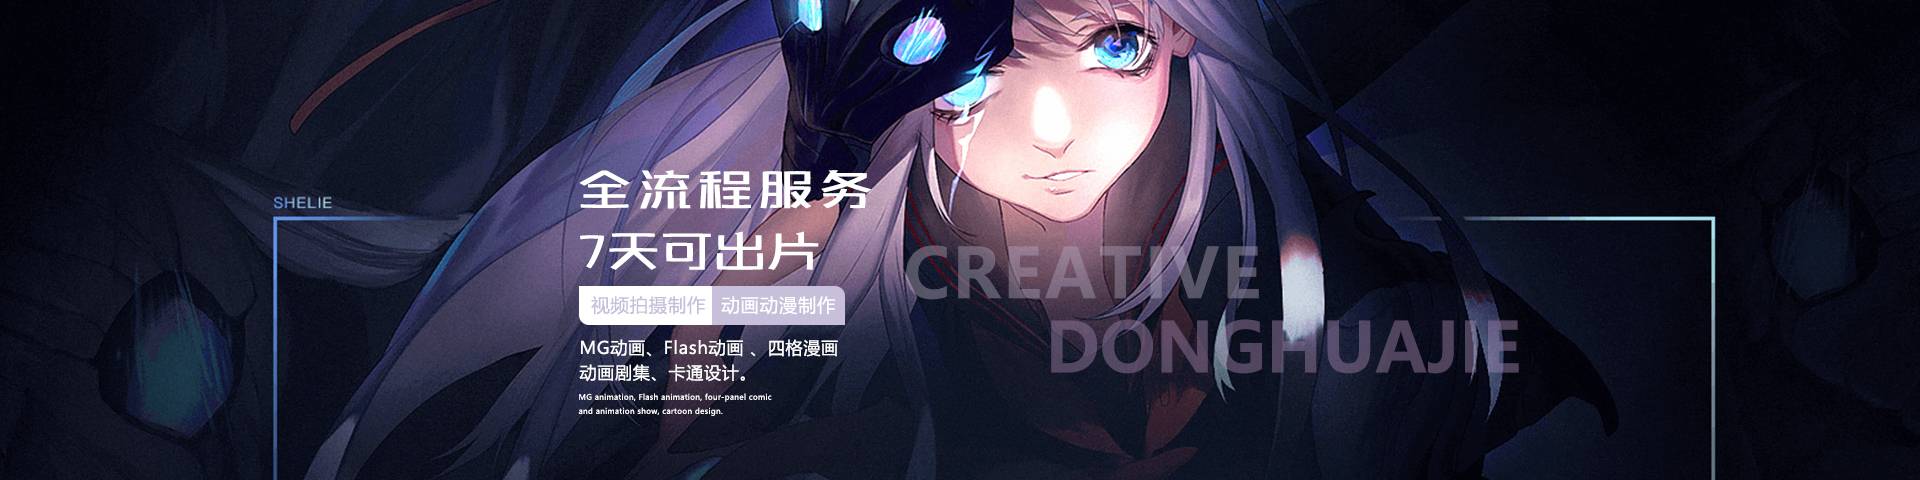 SHELIE
全流程服务
7天可出片
视频拍摄制作 动画动漫制作
MG动画、Flash动画 、四格漫画
动画剧集、卡通设计。
MG animation, Flash animation, four-panel comic
and animation show, cartoon design.
CREATIVE
DONGHUAJIE